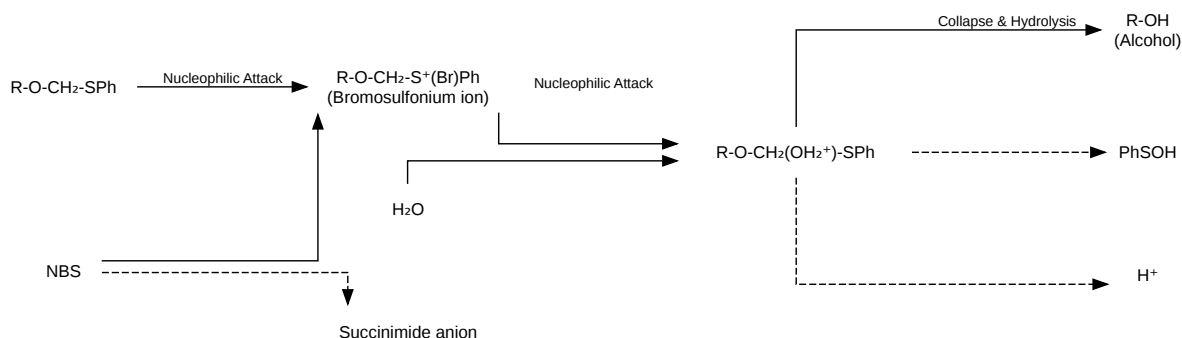 Collapse & Hydrolysis
R-OH
(Alcohol)
R-O-CH₂-SPh
Nucleophilic Attack
R-O-CH₂-S⁺(Br)Ph
(Bromosulfonium ion)
Nucleophilic Attack
R-O-CH₂(OH₂⁺)-SPh
PhSOH
H₂O
NBS
H⁺
Succinimide anion